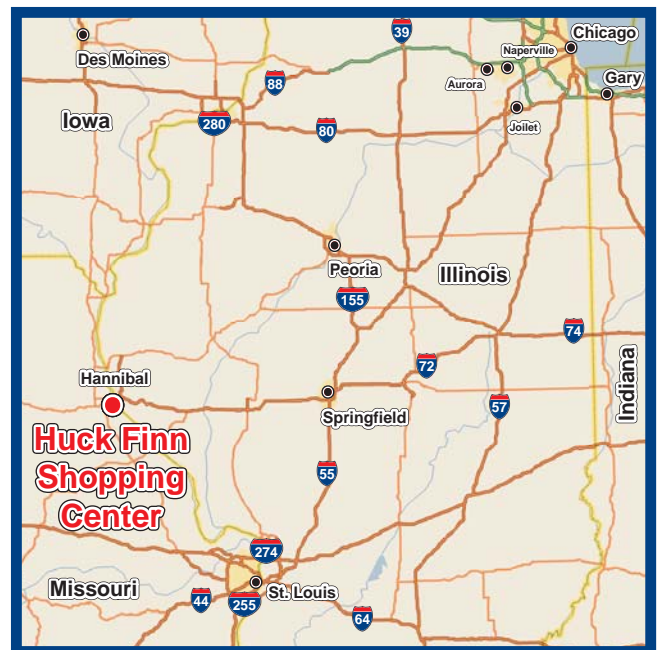 39
Chicago
Des Moines
Naperville
Aurora
88
Gary
Iowa
280
80
Joilet
Peoria
Illinois
155
74
72
Hannibal
Indiana
57
Springfield
Huck Finn
Shopping
Center
55
274
Missouri
St. Louis
44
255
64